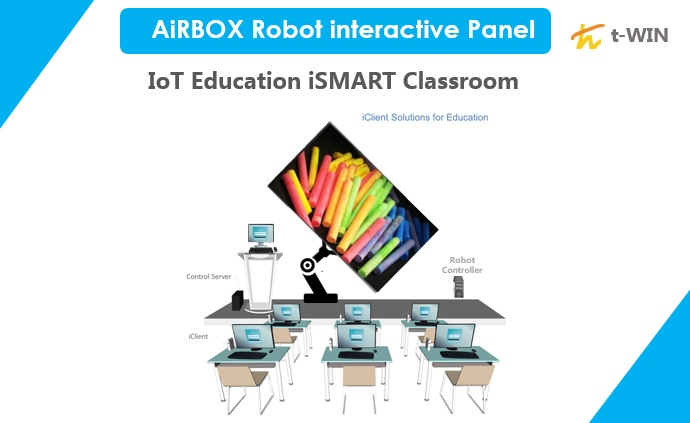 AiRBOX Robot interactive Panel
t-WIN
IoT Education iSMART Classroom
iClient Solutions for Education
Robot
Controller
Control Server
iClient